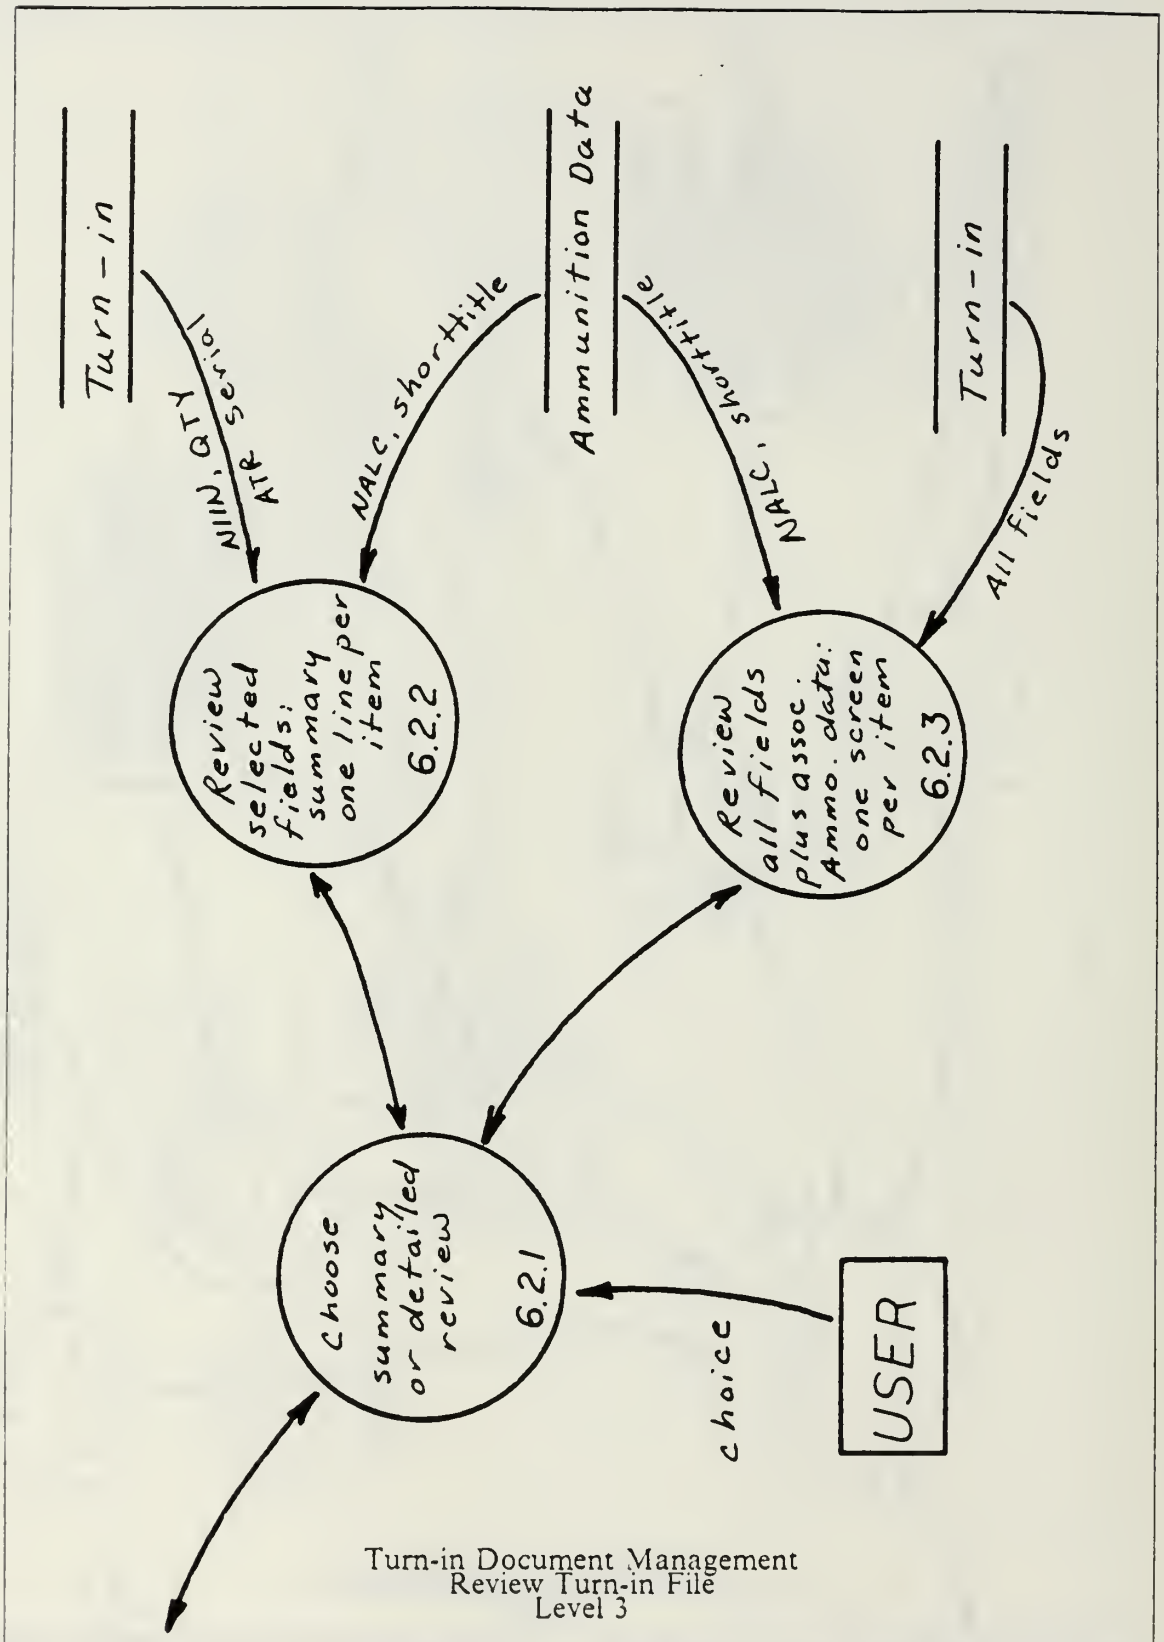 Turn-in
NIIN, QTY
ATR serial
NALC, shorttitle
Ammunition Data
NALC, shorttitle
Turn-in
All fields
Review
selected
fields:
summary
one line per
item
6.2.2
Review
all fields
plus assoc.
Ammo. data:
one screen
per item
6.2.3
Choose
summary
or detailed
review
6.2.1
choice
USER
Turn-in Document Management
Review Turn-in File
Level 3